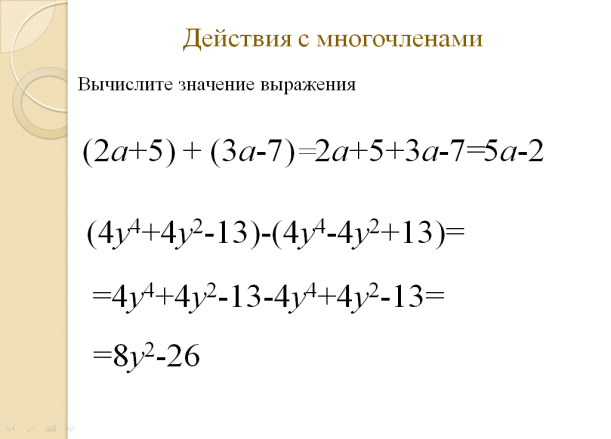 Действия с многочленами
Вычислите значение выражения
(2a+5) + (3a-7)=2a+5+3a-7=5a-2
(4y⁴+4y²-13)-(4y⁴-4y²+13)=
=4y⁴+4y²-13-4y⁴+4y²-13=
=8y²-26